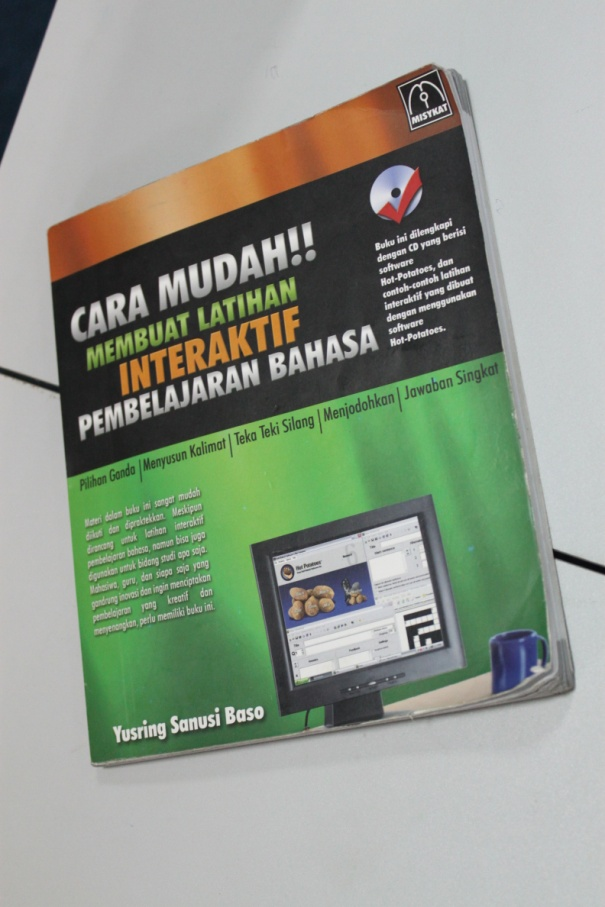 MISYKAT
Buku ini dilengkapi
dengan CD yang berisi
software
Hot-Potatoes, dan
contoh-contoh latihan
interaktif yang dibuat
dengan menggunakan
software
Hot-Potatoes.
CARA MUDAH!!
MEMBUAT LATIHAN
INTERAKTIF
PEMBELAJARAN BAHASA
Pilihan Ganda | Menyusun Kalimat | Teka Teki Silang | Menjodohkan | Jawaban Singkat
Materi dalam buku ini sangat mudah
diikuti dan dipraktekkan. Meskipun
dirancang untuk latihan interaktif
pembelajaran bahasa, namun bisa juga
digunakan untuk bidang studi apa saja.
Mahasiwa, guru, dan siapa saja yang
gandrung inovasi dan ingin menciptakan
pembelajaran yang kreatif dan
menyenangkan, perlu memiliki buku ini.
Hot Potatoes
Yusring Sanusi Baso